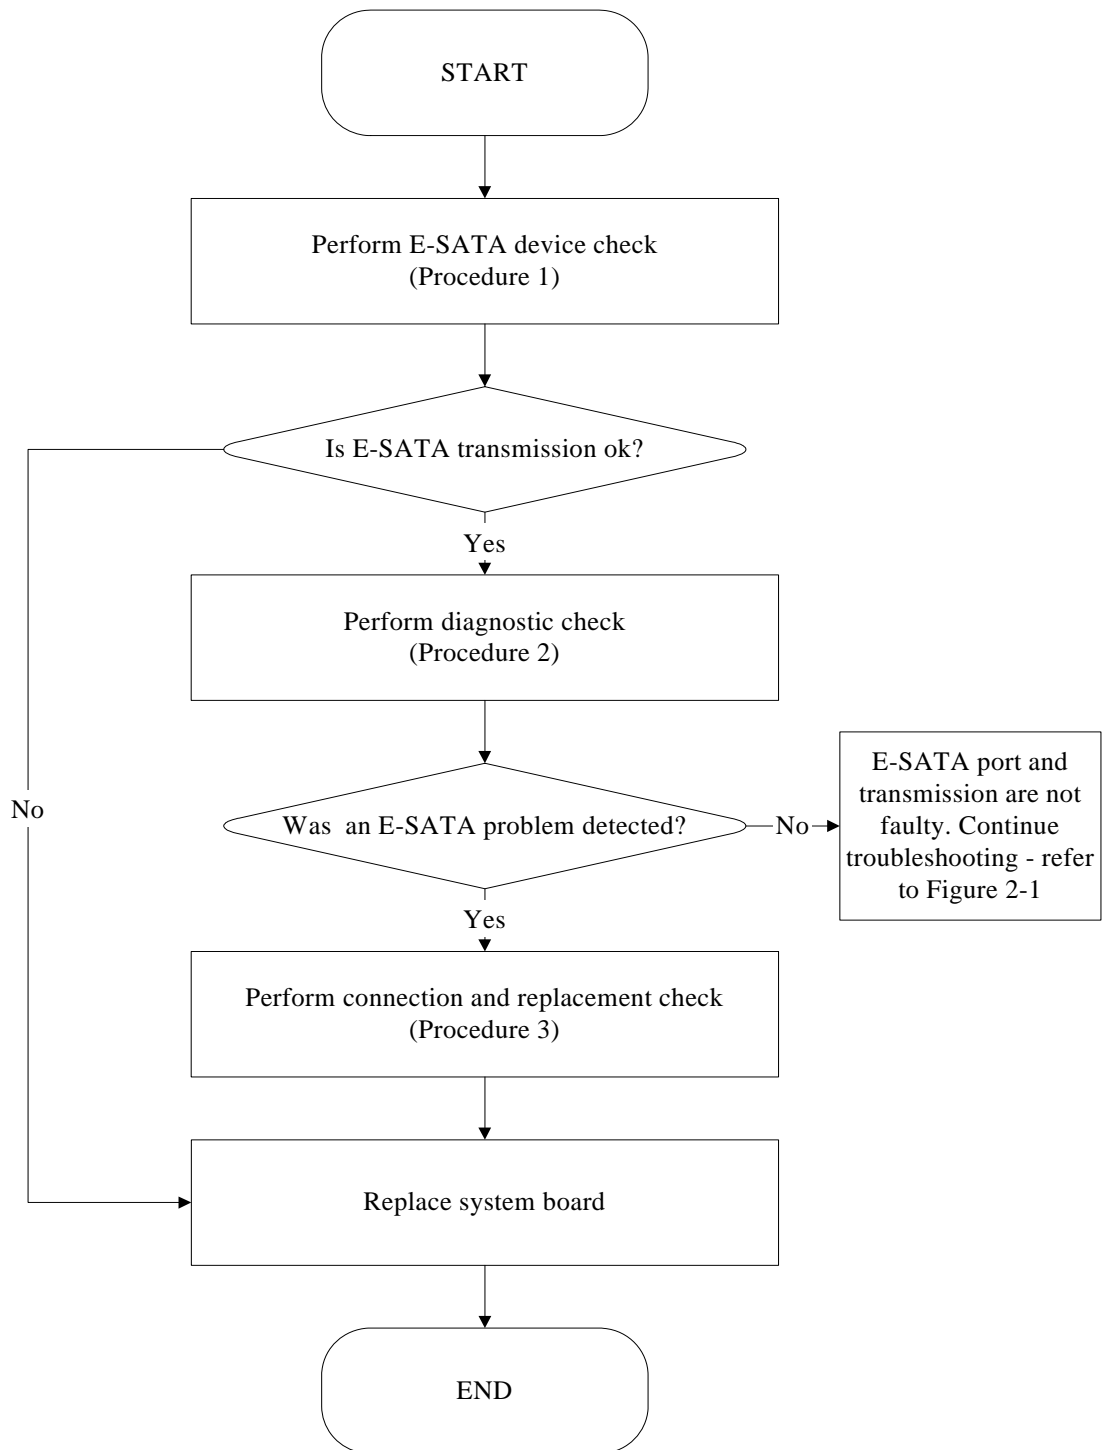 START
Perform E-SATA device check
(Procedure 1)
Is E-SATA transmission ok?
Yes
Perform diagnostic check
(Procedure 2)
No
Was  an E-SATA problem detected?
No
E-SATA port and
transmission are not
faulty. Continue
troubleshooting - refer
to Figure 2-1
Yes
Perform connection and replacement check
(Procedure 3)
Replace system board
END